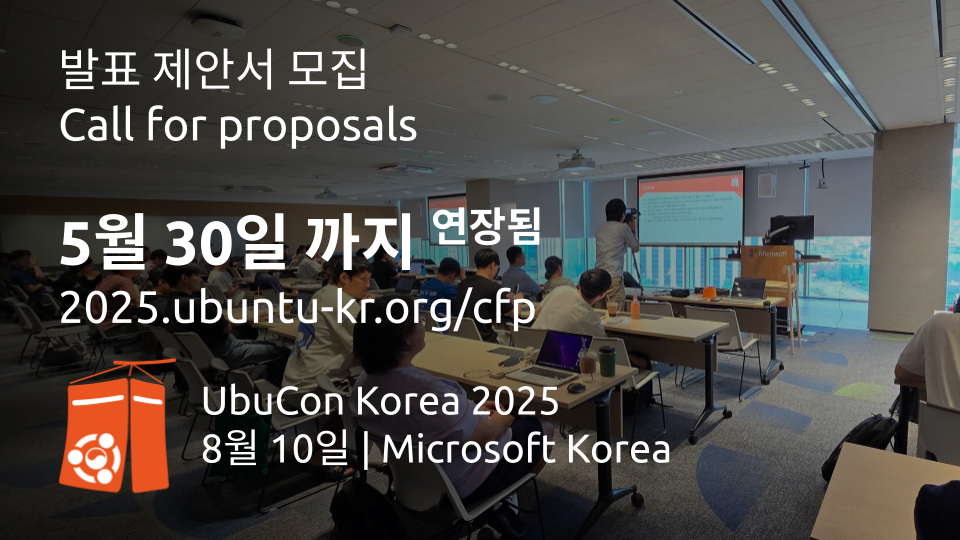 발표 제안서 모집
Call for proposals
5월 30일 까지 연장됨
2025.ubuntu-kr.org/cfp
UbuCon Korea 2025
8월 10일 | Microsoft Korea
Microsoft